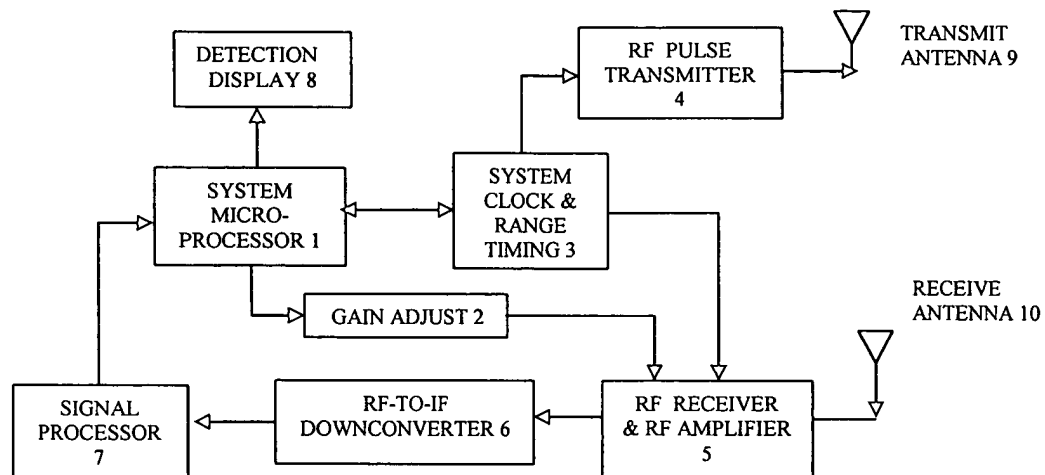 DETECTION
DISPLAY 8
RF PULSE
TRANSMITTER
4
TRANSMIT
ANTENNA 9
SYSTEM
MICRO-
PROCESSOR 1
SYSTEM
CLOCK &
RANGE
TIMING 3
GAIN ADJUST 2
RECEIVE
ANTENNA 10
SIGNAL
PROCESSOR
7
RF-TO-IF
DOWNCONVERTER 6
RF RECEIVER
& RF AMPLIFIER
5